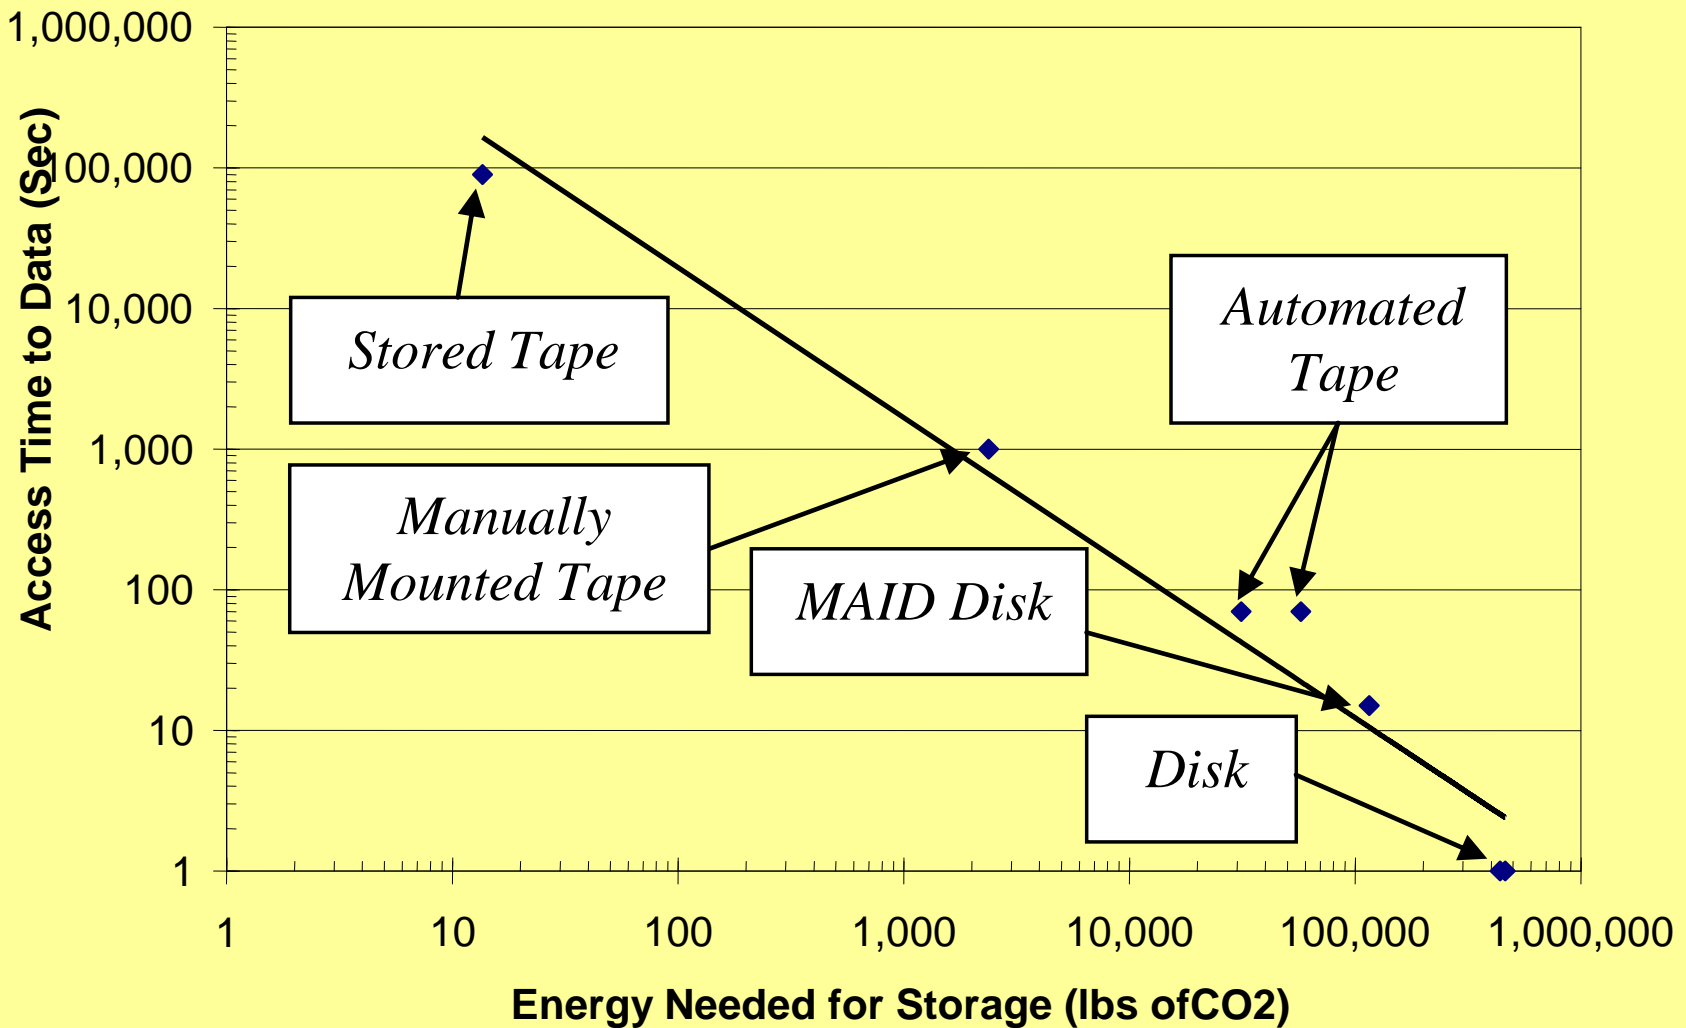 1,000,000
100,000
10,000
1,000
100
10
1
Access Time to Data (Sec)
Stored Tape
Automated
Tape
Manually
Mounted Tape
MAID Disk
Disk
1
10
100
1,000
10,000
100,000
1,000,000
Energy Needed for Storage (lbs ofCO2)